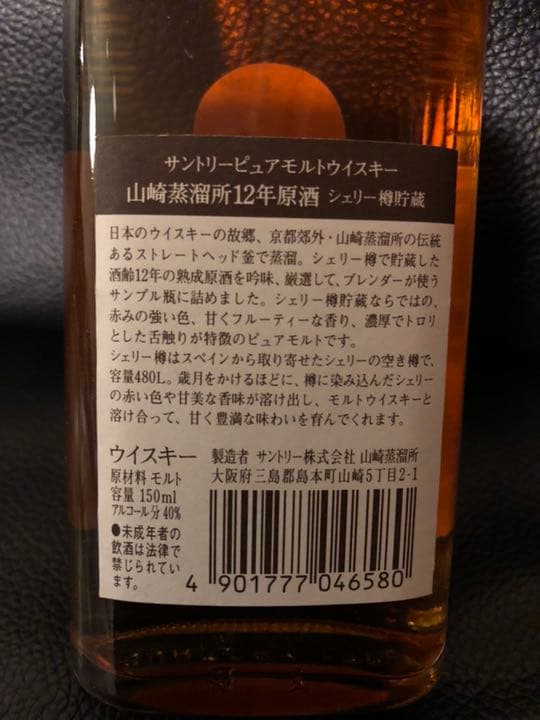 サントリーピュアモルトウイスキー
山崎蒸溜所12年原酒 シェリー樽貯蔵
日本のウイスキーの故郷、京都郊外・山崎蒸溜所の伝統
あるストレートヘッド釜で蒸溜。シェリー樽で貯蔵した
酒齢12年の熟成原酒を吟味、厳選して、ブレンダーが使う
サンプル瓶に詰めました。シェリー樽貯蔵ならではの、
赤みの強い色、甘くフルーティーな香り、濃厚でトロリ
とした舌触りが特徴のピュアモルトです。
シェリー樽はスペインから取り寄せたシェリーの空き樽で、
容量480L。歳月をかけるほどに、樽に染み込んだシェリー
の赤い色や甘美な香味が溶け出し、モルトウイスキーと
溶け合って、甘く豊満な味わいを育んでくれます。
ウイスキー
原材料 モルト
容量 150ml
アルコール分 40%
●未成年者の
飲酒は法律で
禁じられてい
ます。
製造者 サントリー株式会社 山崎蒸溜所
大阪府三島郡島本町山崎5丁目2-1
4 901777 046580